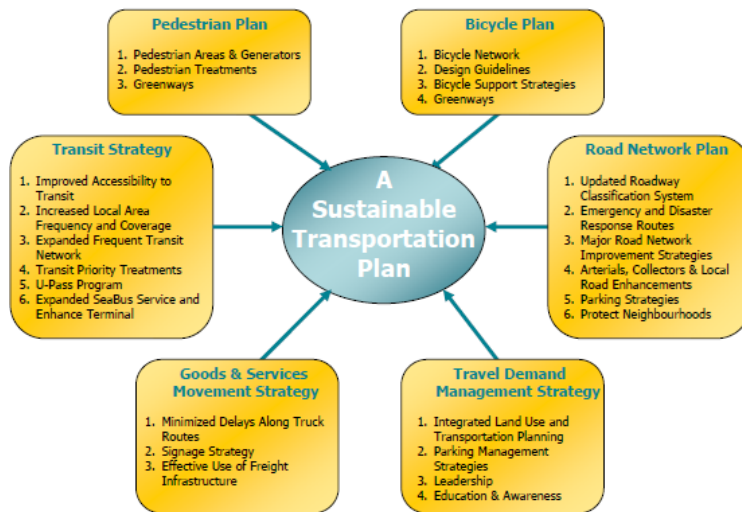 Pedestrian Plan
1. Pedestrian Areas & Generators
2. Pedestrian Treatments
3. Greenways
Bicycle Plan
1. Bicycle Network
2. Design Guidelines
3. Bicycle Support Strategies
4. Greenways
Transit Strategy
1. Improved Accessibility to
Transit
2. Increased Local Area
Frequency and Coverage
3. Expanded Frequent Transit
Network
4. Transit Priority Treatments
5. U-Pass Program
6. Expanded SeaBus Service and
Enhance Terminal
A
Sustainable
Transportation
Plan
Road Network Plan
1. Updated Roadway
Classification System
2. Emergency and Disaster
Response Routes
3. Major Road Network
Improvement Strategies
4. Arterials, Collectors & Local
Road Enhancements
5. Parking Strategies
6. Protect Neighbourhoods
Goods & Services
Movement Strategy
1. Minimized Delays Along Truck
Routes
2. Signage Strategy
3. Effective Use of Freight
Infrastructure
Travel Demand
Management Strategy
1. Integrated Land Use and
Transportation Planning
2. Parking Management
Strategies
3. Leadership
4. Education & Awareness